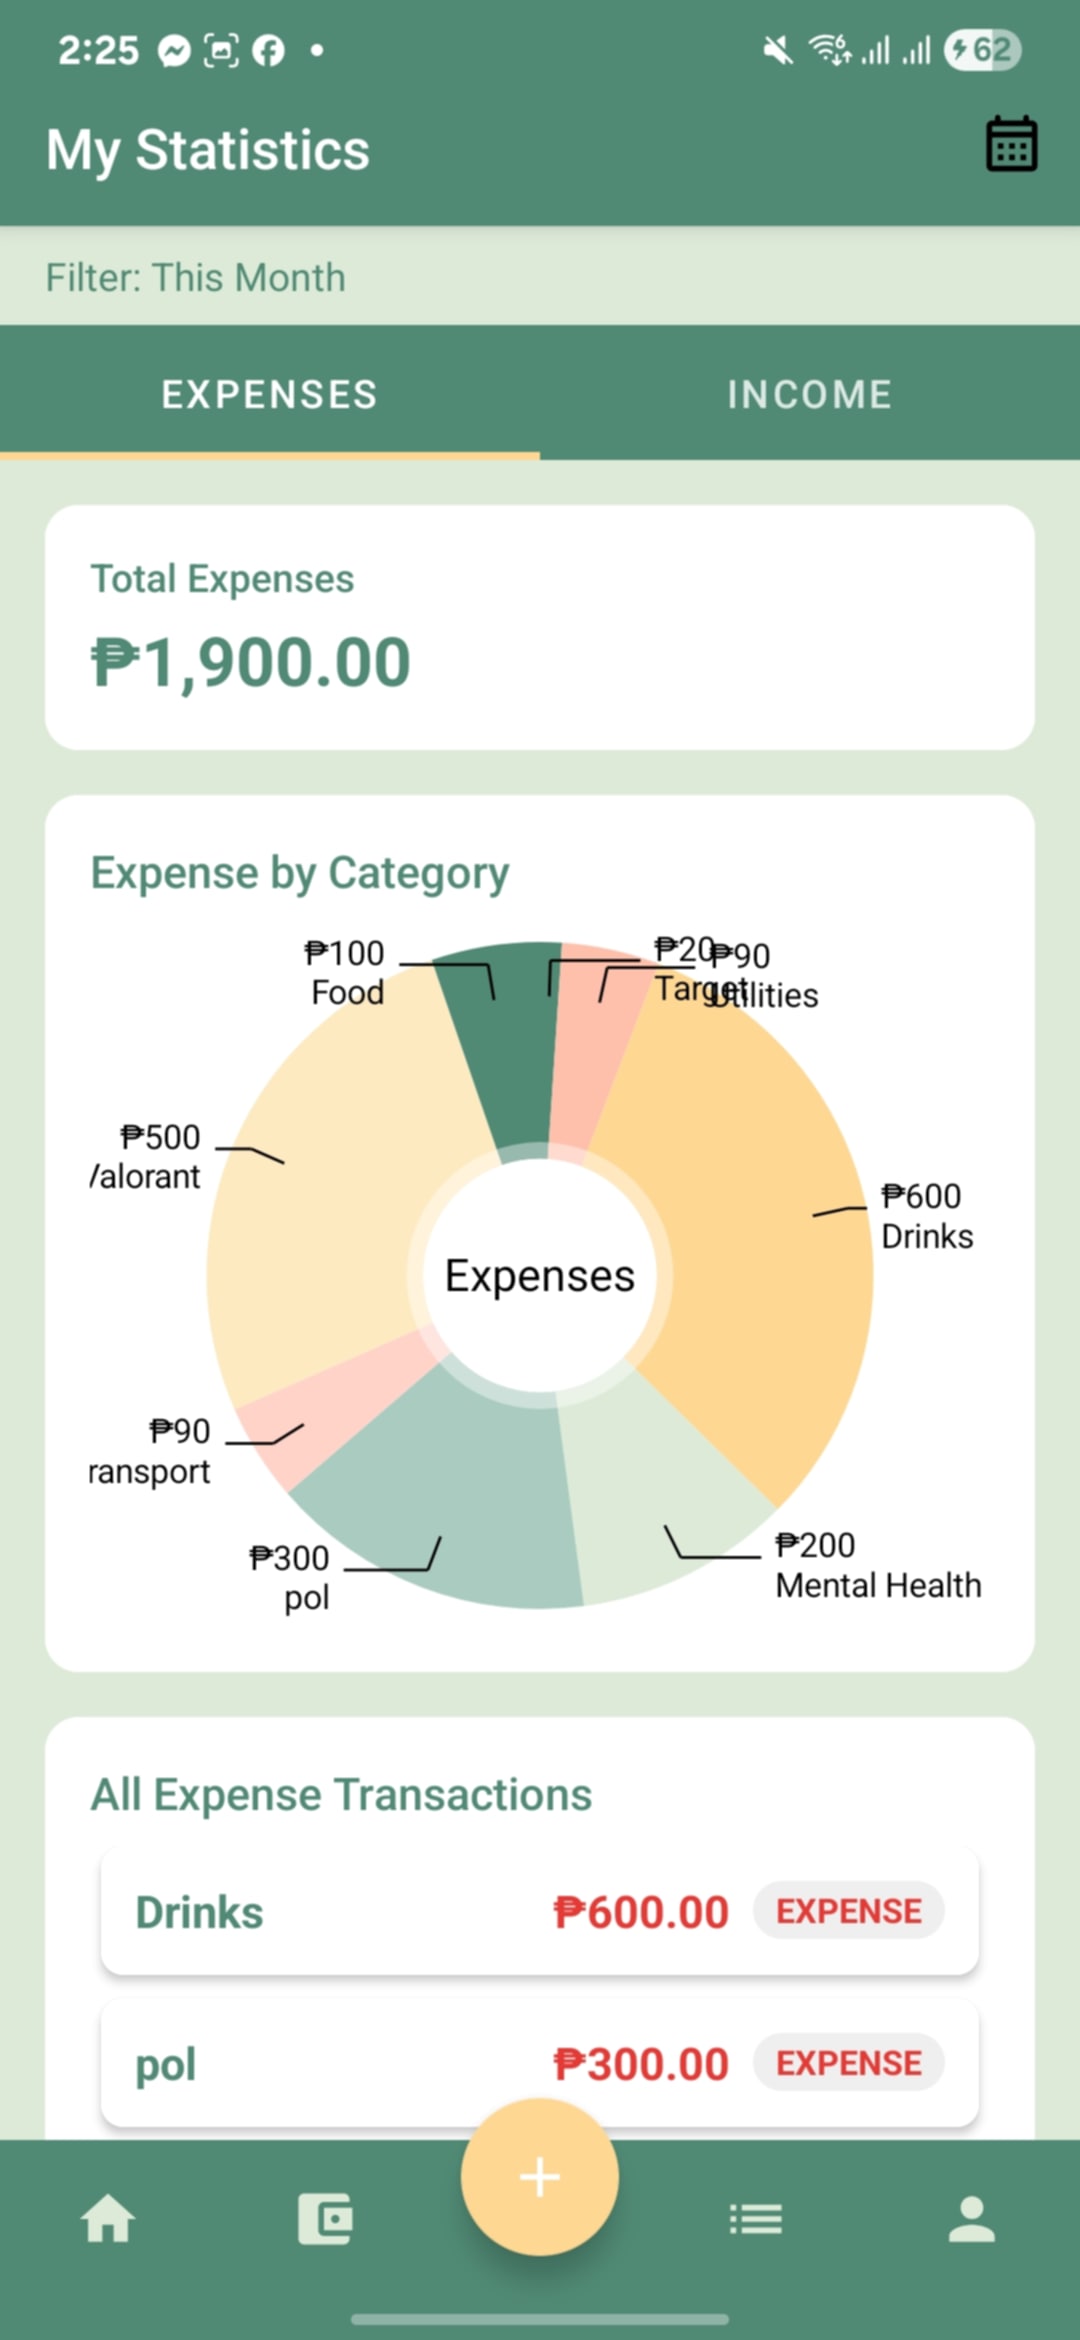 2:25
6
62
My Statistics
Filter: This Month
EXPENSES
INCOME
Total Expenses
₱1,900.00
Expense by Category
₱100
Food
₱20
Target
₱90
Utilities
₱500
/alorant
₱600
Drinks
Expenses
₱90
ransport
₱300
pol
₱200
Mental Health
All Expense Transactions
Drinks ₱600.00 EXPENSE
pol ₱300.00 EXPENSE